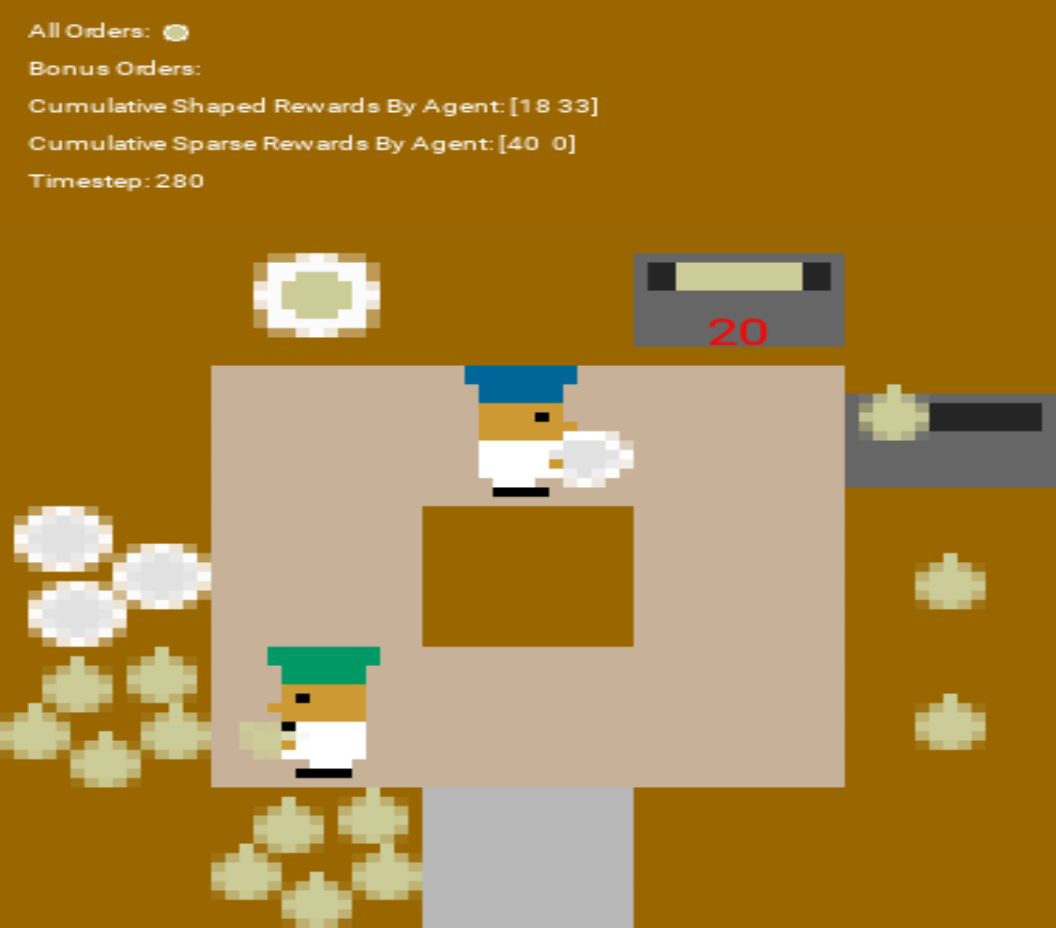 All Orders:
Bonus Orders:
Cumulative Shaped Rewards By Agent: [18 33]
Cumulative Sparse Rewards By Agent: [40  0]
Timestep: 280
20